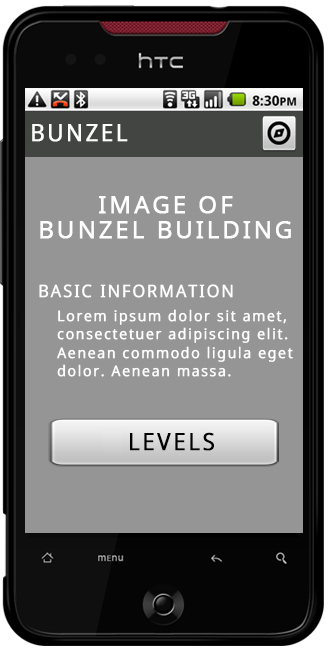 hTC
3G
8:30PM
BUNZEL
IMAGE OF
BUNZEL BUILDING
BASIC INFORMATION
Lorem ipsum dolor sit amet,
consectetuer adipiscing elit.
Aenean commodo ligula eget
dolor. Aenean massa.
LEVELS
MENU